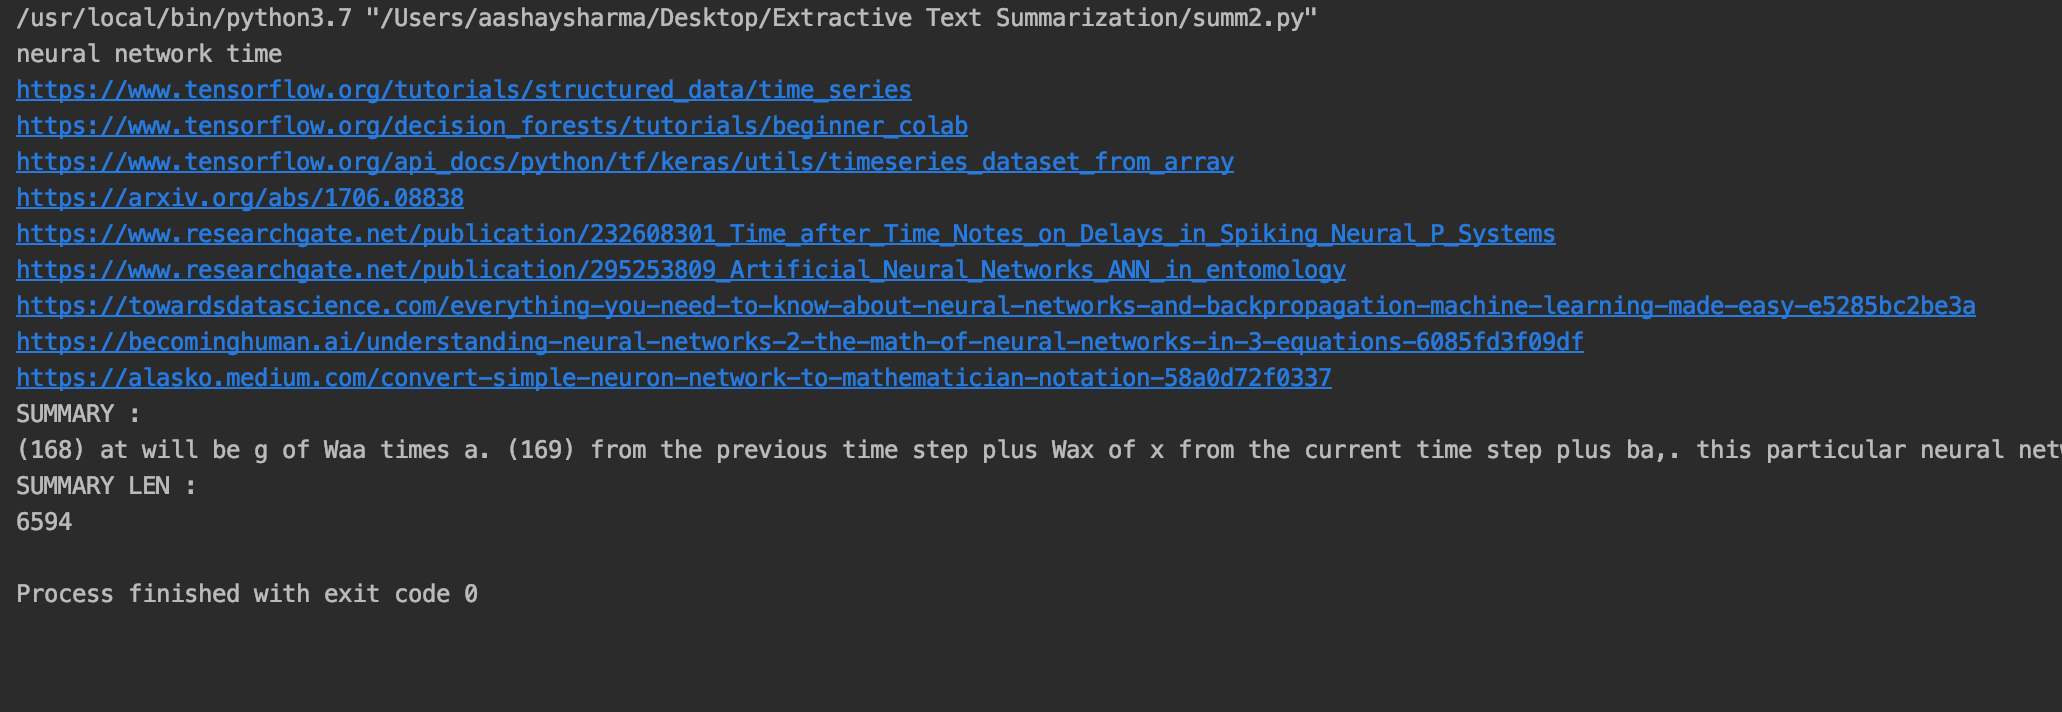 /usr/local/bin/python3.7 "/Users/aashaysharma/Desktop/Extractive Text Summarization/summ2.py"
neural network time
https://www.tensorflow.org/tutorials/structured_data/time_series
https://www.tensorflow.org/decision_forests/tutorials/beginner_colab
https://www.tensorflow.org/api_docs/python/tf/keras/utils/timeseries_dataset_from_array
https://arxiv.org/abs/1706.08838
https://www.researchgate.net/publication/232608301_Time_after_Time_Notes_on_Delays_in_Spiking_Neural_P_Systems
https://www.researchgate.net/publication/295253809_Artificial_Neural_Networks_ANN_in_entomology
https://towardsdatascience.com/everything-you-need-to-know-about-neural-networks-and-backpropagation-machine-learning-made-easy-e5285bc2be3a
https://becominghuman.ai/understanding-neural-networks-2-the-math-of-neural-networks-in-3-equations-6085fd3f09df
https://alasko.medium.com/convert-simple-neuron-network-to-mathematician-notation-58a0d72f0337
SUMMARY :
(168) at will be g of Waa times a. (169) from the previous time step plus Wax of x from the current time step plus ba,. this particular neural
SUMMARY LEN :
6594
Process finished with exit code 0